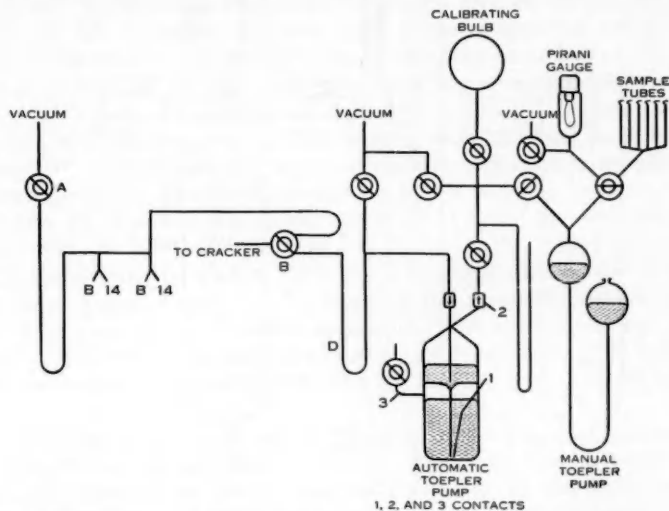 CALIBRATING
BULB
PIRANI
GAUGE
SAMPLE
TUBES
VACUUM
VACUUM
VACUUM
A
TO CRACKER
B
B 14
B 14
D
2
1
3
AUTOMATIC
TOEPLER
PUMP
1, 2, AND 3 CONTACTS
MANUAL
TOEPLER
PUMP